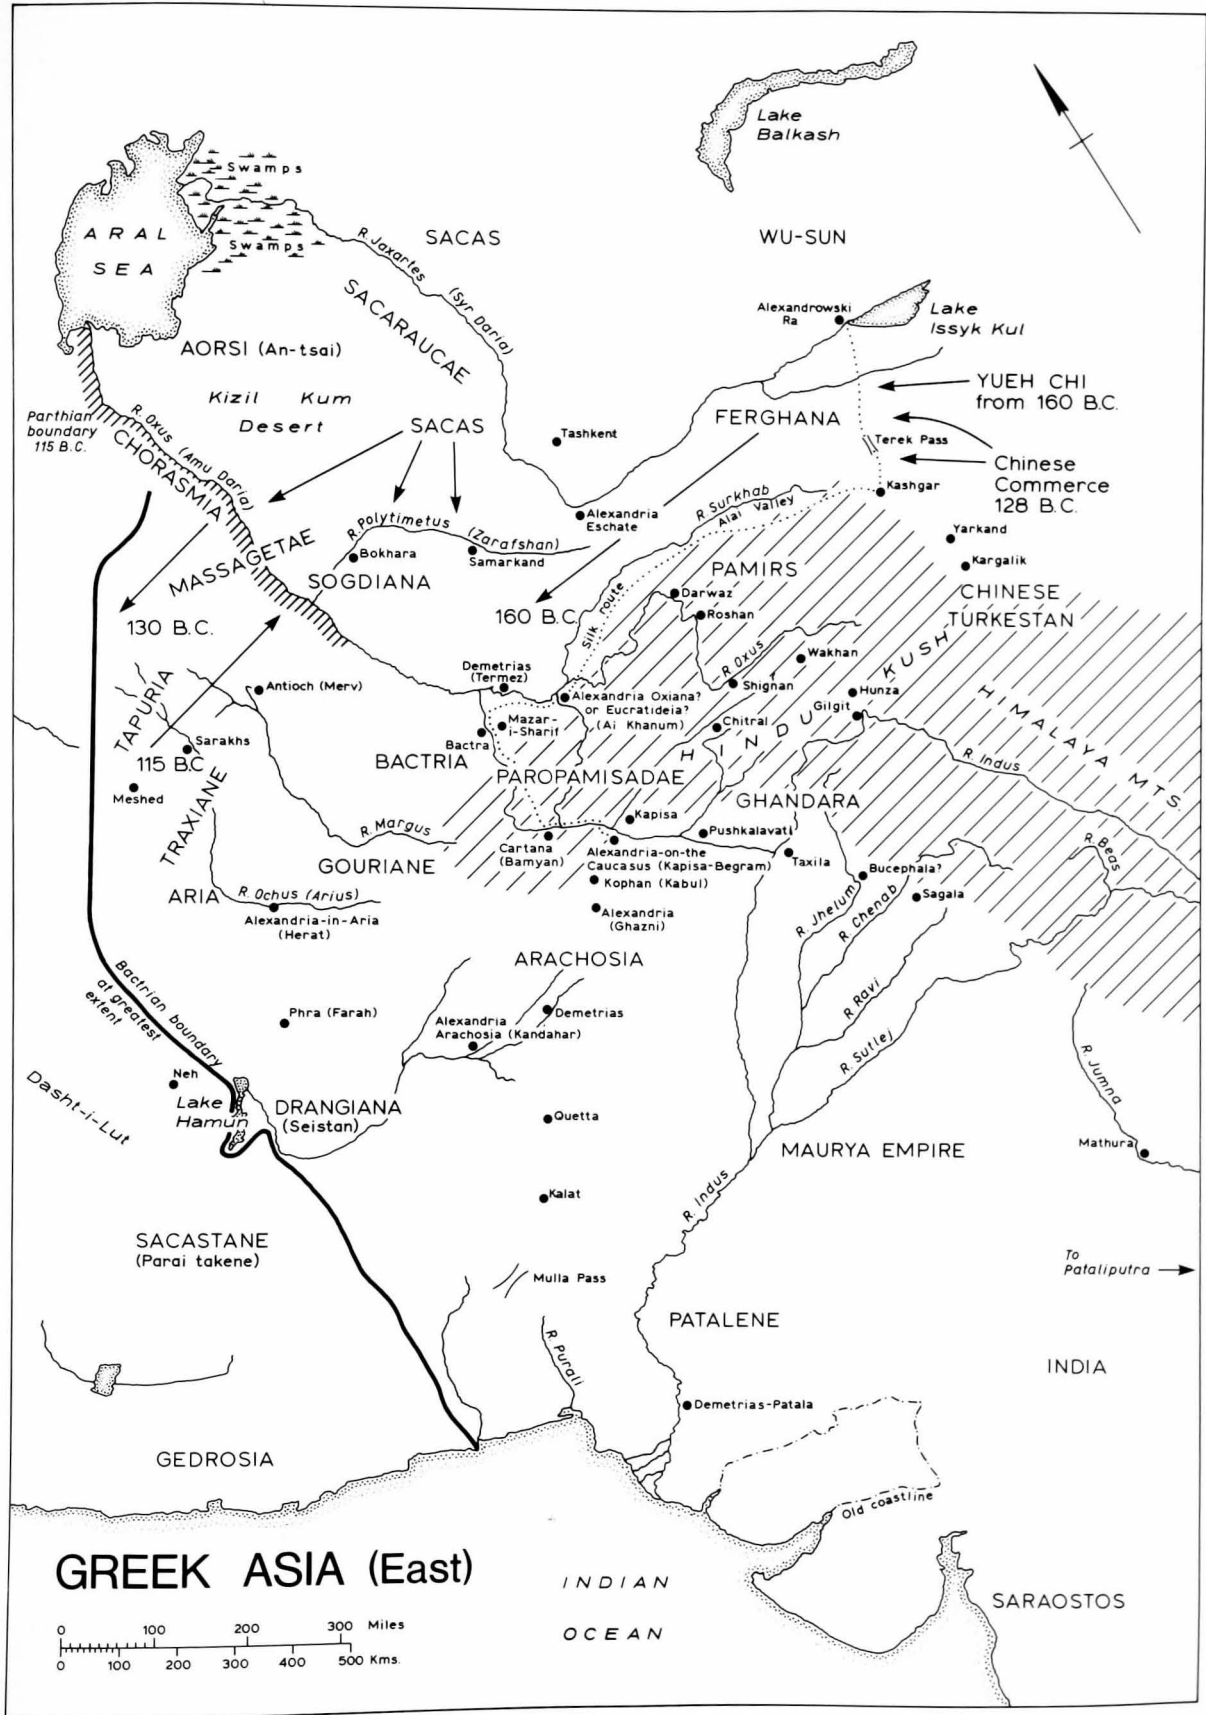 Lake
Balkash
Swamps
Swamps
ARAL
SEA
R. Jaxartes (Syr Daria)
SACAS
WU-SUN
SACARAUCAE
Alexandrowski
Ra
Lake
Issyk Kul
AORSI (An-tsai)
Kizil Kum
Desert
YUEH CHI
from 160 B.C.
Parthian
boundary
115 B.C.
R. Oxus (Amu Daria)
CHORASMIA
SACAS
Tashkent
FERGHANA
Terek Pass
Chinese
Commerce
128 B.C.
Kashgar
R. Surkhab
Alai Valley
Alexandria
Eschate
R. Polytimetus (Zarafshan)
Bokhara
Samarkand
Yarkand
Kargalik
MASSAGETAE
SOGDIANA
PAMIRS
CHINESE
TURKESTAN
Darwaz
Roshan
130 B.C.
160 B.C.
Silk route
R Oxus
Wakhan
Shignan
HINDU KUSH
HIMALAYA MTS.
Hunza
Gilgit
TAPURIA
Antioch (Merv)
Demetrias
(Termez)
Alexandria Oxiana?
or Eucratideia?
(Ai Khanum)
Mazar-
i-Sharif
Bactra
Chitral
Sarakhs
115 B.C
Meshed
BACTRIA
PAROPAMISADAE
R. Indus
TRAXIANE
GHANDARA
Kapisa
R. Margus
Pushkalavati
Cartana
(Bamyan)
Alexandria-on-the
Caucasus (Kapisa-Begram)
Taxila
R. Beas
GOURIANE
Kophan (Kabul)
Bucephala?
ARIA
R. Ochus (Arius)
Alexandria-in-Aria
(Herat)
Alexandria
(Ghazni)
R. Jhelum
R. Chenab
Sagala
ARACHOSIA
Bactrian boundary
at greatest
extent
R. Ravi
Phra (Farah)
Demetrias
Alexandria
Arachosia (Kandahar)
R. Sutlej
R. Jumna
Neh
Dasht-i-Lut
Lake
Hamun
DRANGIANA
(Seistan)
Quetta
MAURYA EMPIRE
Mathura
R. Indus
Kalat
SACASTANE
(Parai takene)
To
Pataliputra
Mulla Pass
PATALENE
R. Purali
INDIA
Demetrias-Patala
GEDROSIA
Old coastline
GREEK ASIA (East)
INDIAN
OCEAN
SARAOSTOS
0 100 200 300 Miles
0 100 200 300 400 500 Kms.